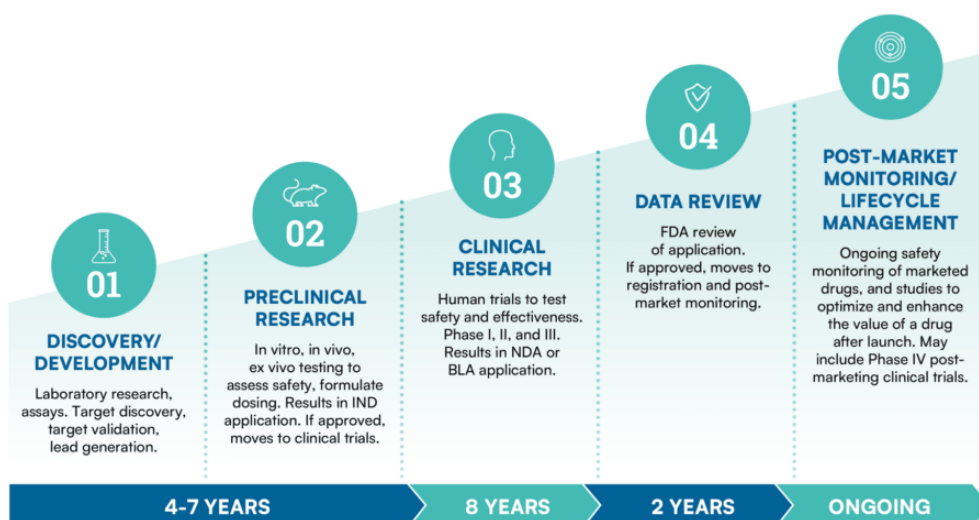 01
DISCOVERY/
DEVELOPMENT
Laboratory research,
assays. Target discovery,
target validation,
lead generation.
02
PRECLINICAL
RESEARCH
In vitro, in vivo,
ex vivo testing to
assess safety, formulate
dosing. Results in IND
application. If approved,
moves to clinical trials.
03
CLINICAL
RESEARCH
Human trials to test
safety and effectiveness.
Phase I, II, and III.
Results in NDA or
BLA application.
04
DATA REVIEW
FDA review
of application.
If approved, moves to
registration and post-
market monitoring.
05
POST-MARKET
MONITORING/
LIFECYCLE
MANAGEMENT
Ongoing safety
monitoring of marketed
drugs, and studies to
optimize and enhance
the value of a drug
after launch. May
include Phase IV post-
marketing clinical trials.
4-7 YEARS
8 YEARS
2 YEARS
ONGOING